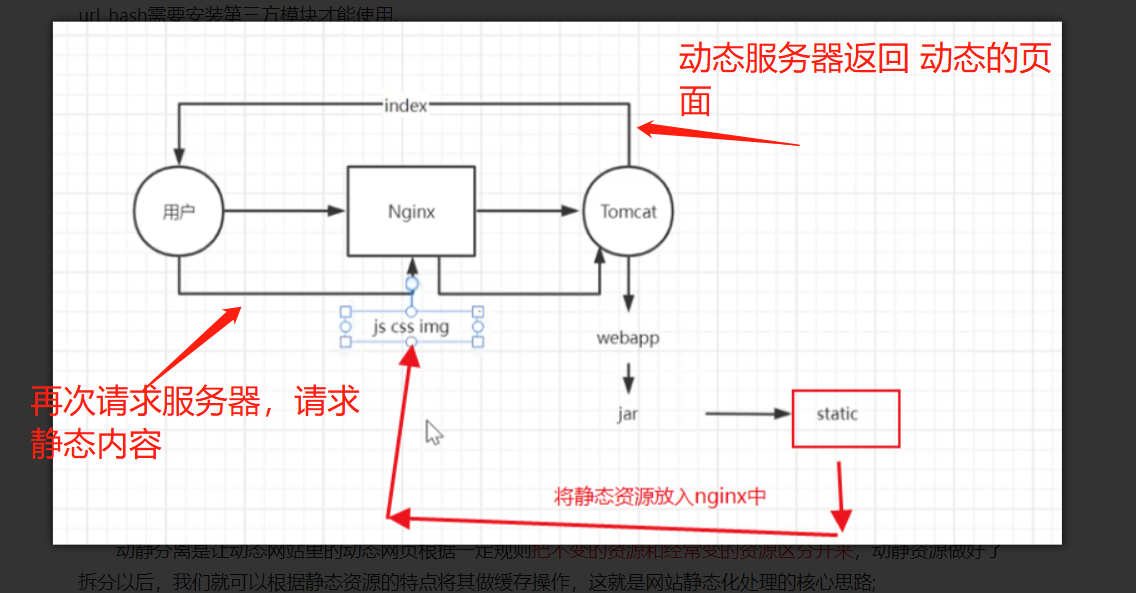 url_hash需要安装第三方模块才能使用.
动态服务器返回 动态的页
面
index
用户
Nginx
Tomcat
js css img
webapp
再次请求服务器，请求
静态内容
jar
static
将静态资源放入nginx中
动静分离是让动态网站里的动态网页根据一定规则把不变的资源和经常变的资源区分开来，动静资源做好了
拆分以后，我们就可以根据静态资源的特点将其做缓存操作，这就是网站静态化处理的核心思路;